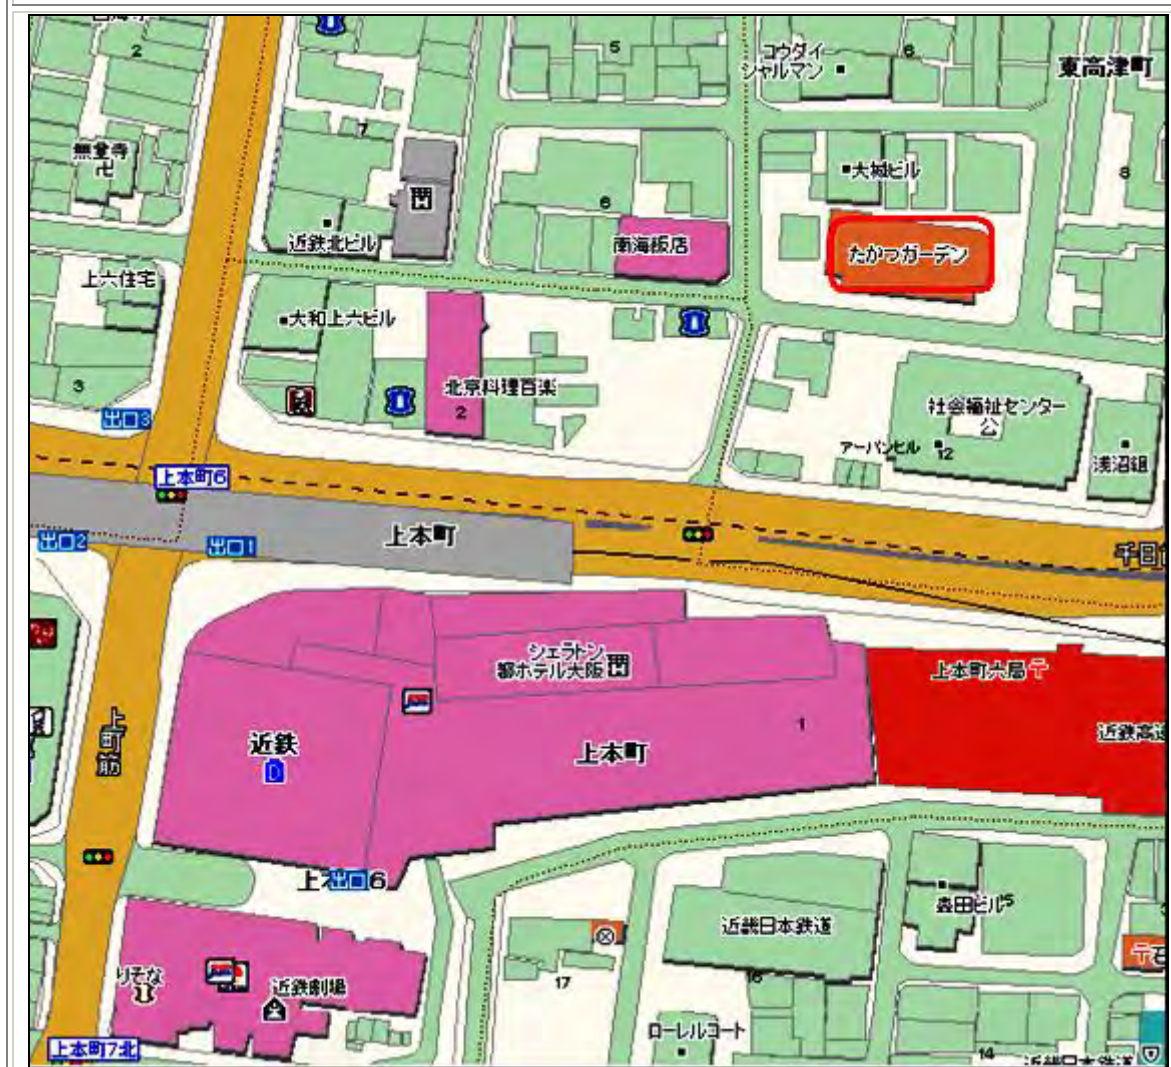 2
5
コウダイ
シャルマン
6
東高津町
無量寺
7
8
大城ビル
6
近鉄北ビル
南海飯店
たかつガーデン
上六住宅
大和上六ビル
3
北京料理百楽
2
社会福祉センター
公
出口3
アーバンビル
12
浅沼組
上本町6
出口2
出口1
上本町
シェラトン
都ホテル大阪
上本町六局
近鉄高速
1
上町筋
近鉄
D
上本町
出口6
近畿日本鉄道
森田ビル
りそな
近鉄劇場
17
16
ローレルコート
上本町7北
14
近畿日本鉄道